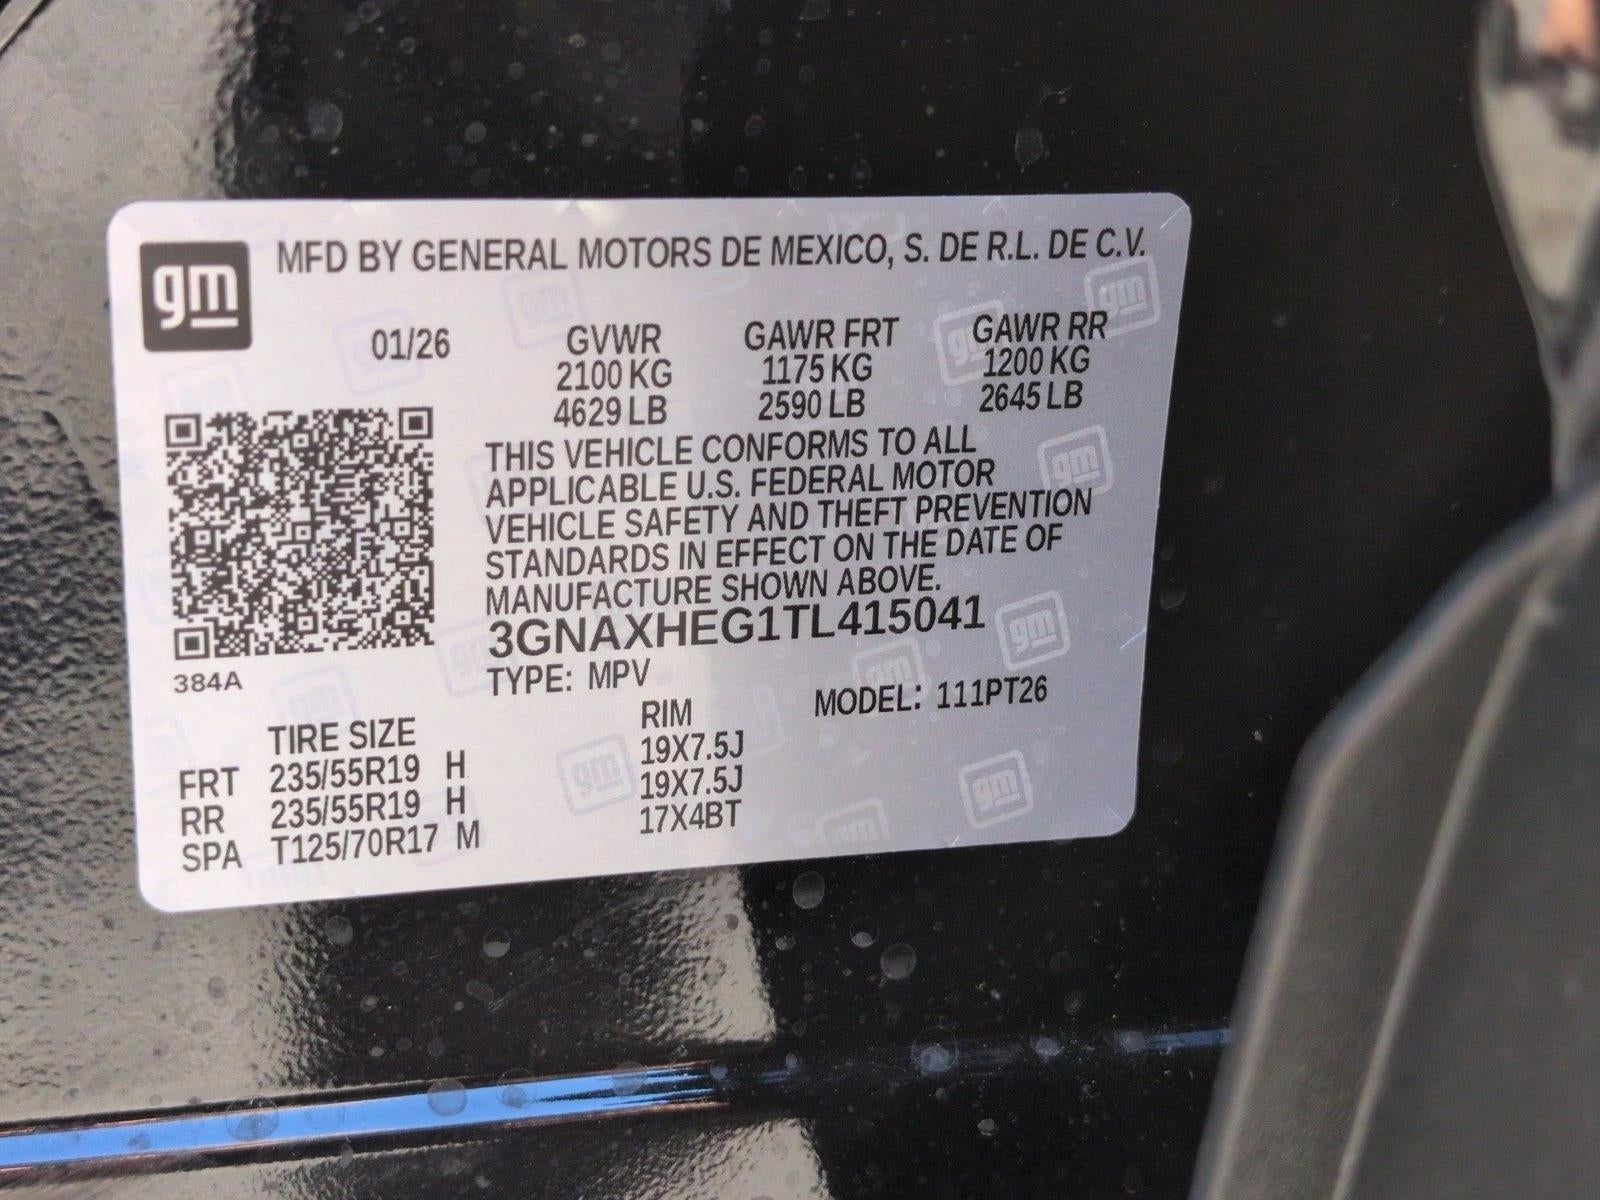 gm
MFD BY GENERAL MOTORS DE MEXICO, S. DE R.L. DE C.V.
01/26 GVWR GAWR FRT GAWR RR
2100 KG 1175 KG 1200 KG
4629 LB 2590 LB 2645 LB
THIS VEHICLE CONFORMS TO ALL
APPLICABLE U.S. FEDERAL MOTOR
VEHICLE SAFETY AND THEFT PREVENTION
STANDARDS IN EFFECT ON THE DATE OF
MANUFACTURE SHOWN ABOVE.
3GNAXHEG1TL415041
384A
TYPE: MPV MODEL: 111PT26
TIRE SIZE RIM
FRT 235/55R19 H 19X7.5J
RR 235/55R19 H 19X7.5J
SPA T125/70R17 M 17X4BT